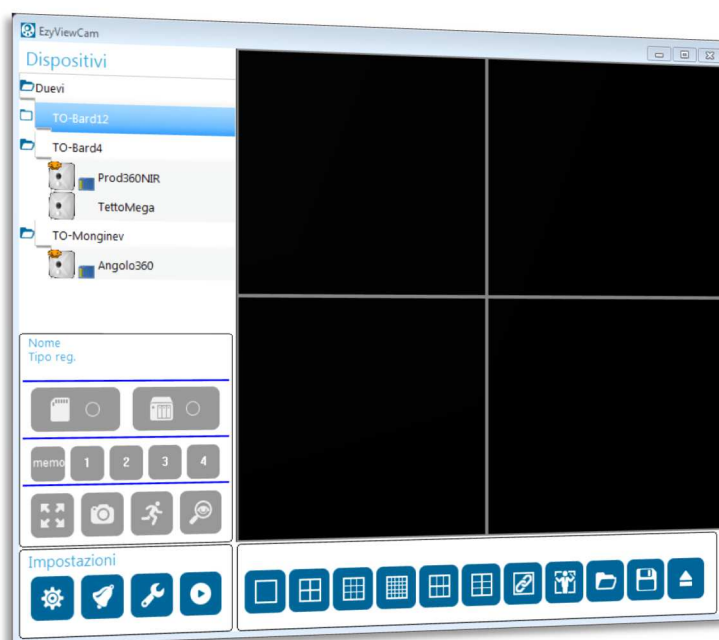 EzyViewCam
Dispositivi
Duevi
TO-Bard12
TO-Bard4
Prod360NIR
TettoMega
TO-Monginev
Angolo360
Nome
Tipo reg.
memo 1 2 3 4
Impostazioni